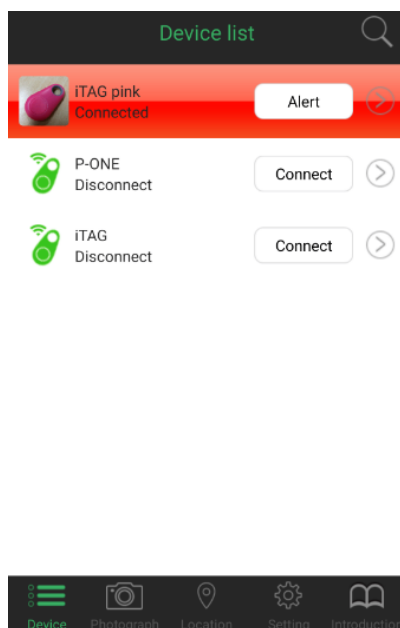 Device list
iTAG pink
Connected
Alert
P-ONE
Disconnect
Connect
iTAG
Disconnect
Connect
Device Photograph Location Setting Introduction